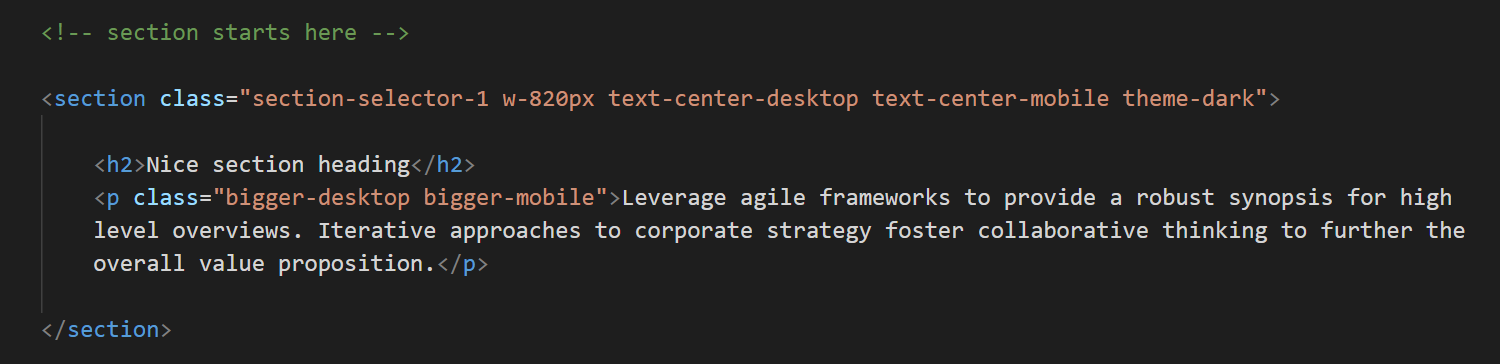 <!-- section starts here -->
<section class="section-selector-1 w-820px text-center-desktop text-center-mobile theme-dark">
<h2>Nice section heading</h2>
<p class="bigger-desktop bigger-mobile">Leverage agile frameworks to provide a robust synopsis for high
level overviews. Iterative approaches to corporate strategy foster collaborative thinking to further the
overall value proposition.</p>
</section>